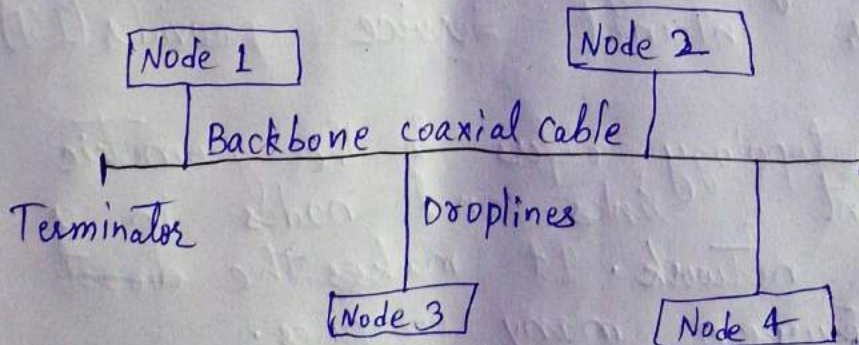 Node 1
Node 2
Backbone coaxial cable
Terminator
Droplines
Node 3
Node 4